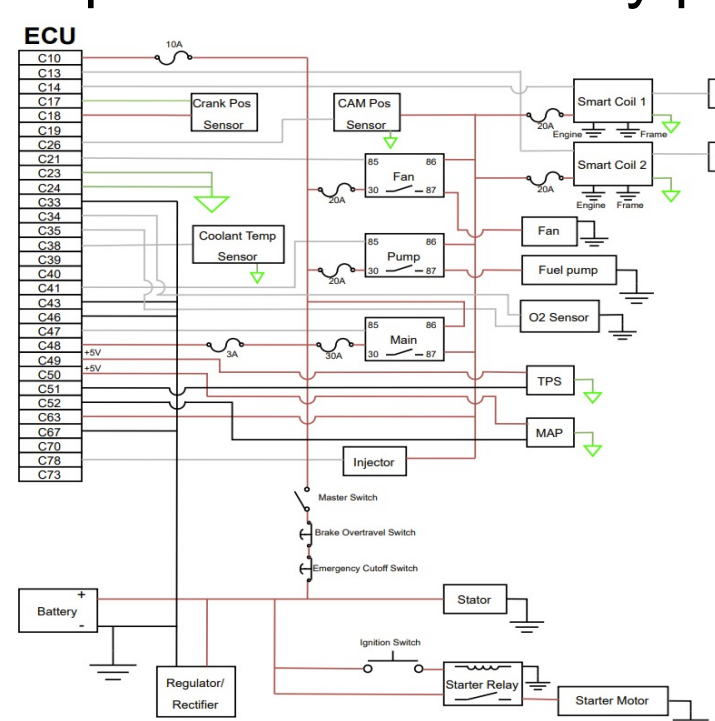 ECU
C10
C13
C14
C17
C18
C19
C26
C21
C23
C24
C33
C34
C35
C38
C39
C40
C41
C43
C46
C47
C48
C49
C50
C51
C52
C63
C67
C70
C78
C73
10A
Crank Pos
Sensor
CAM Pos
Sensor
20A
Smart Coil 1
Engine
Frame
20A
Smart Coil 2
Engine
Frame
85
86
Fan
30
87
20A
Fan
Coolant Temp
Sensor
85
86
Pump
30
87
20A
Fuel pump
O2 Sensor
85
86
Main
30
87
3A
30A
+5V
+5V
TPS
MAP
Injector
Master Switch
Brake Overtravel Switch
Emergency Cutoff Switch
+
Battery
-
Stator
Ignition Switch
Regulator/
Rectifier
Starter Relay
Starter Motor